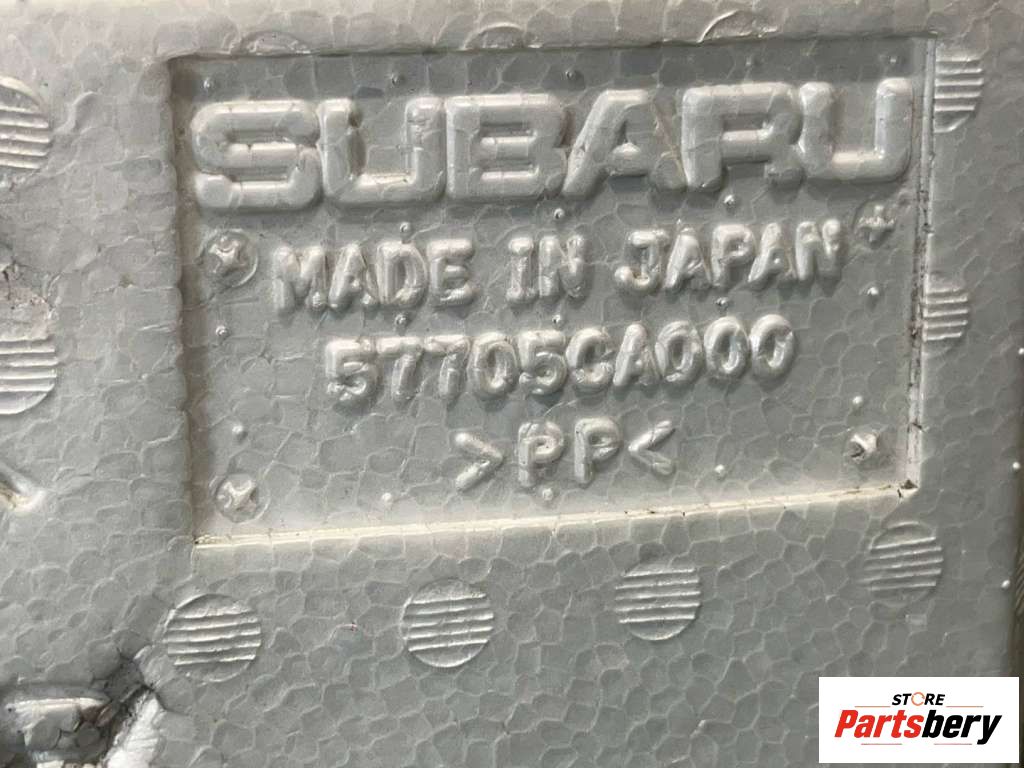 SUBARU
MADE IN JAPAN
57705CA000
>PP<
STORE
Partsbery